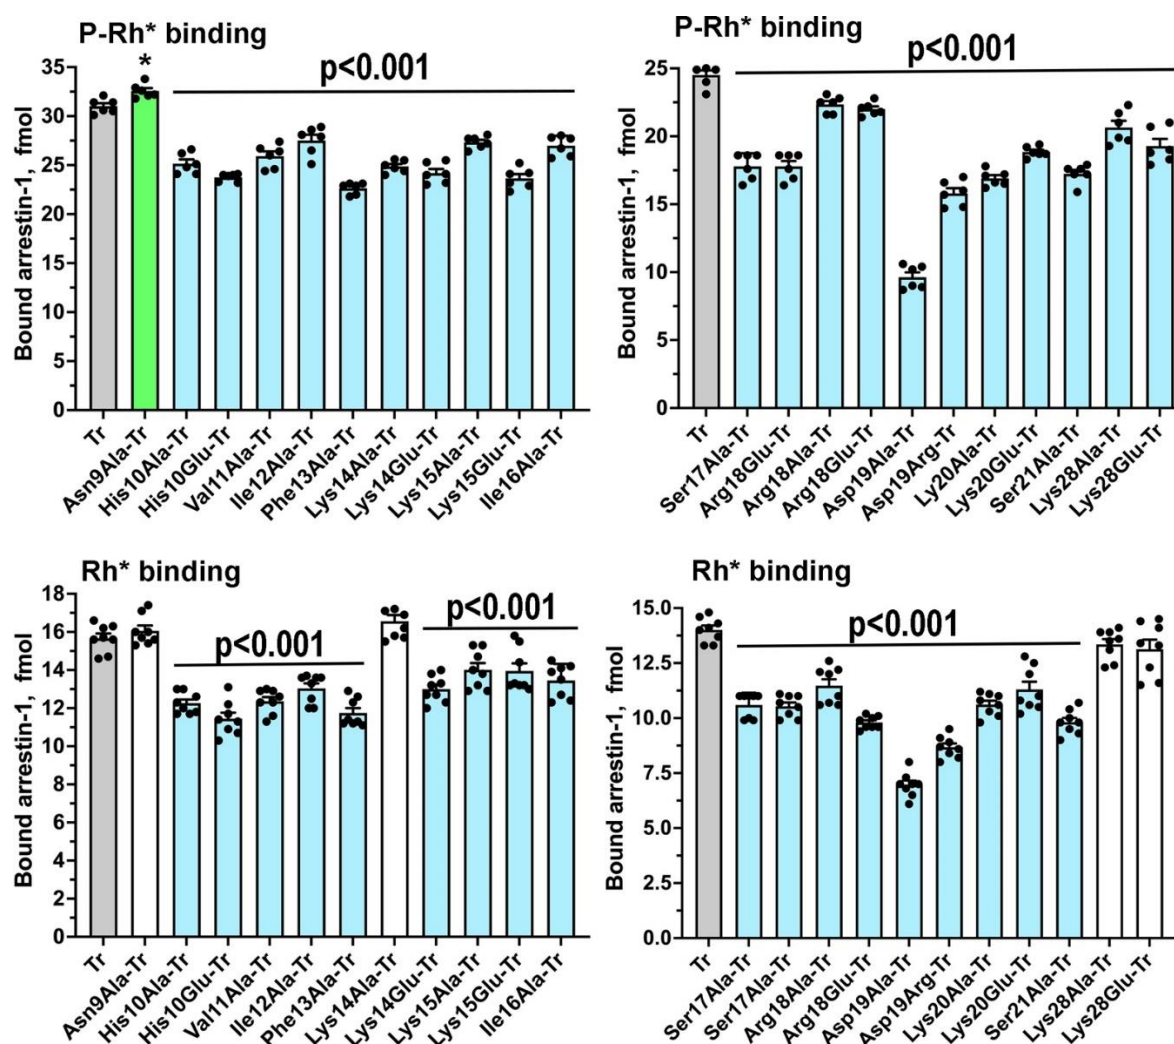 P-Rh* binding
*
p<0.001
Bound arrestin-1, fmol
35
30
25
20
15
10
5
0
Tr
Asn9Ala-Tr
His10Ala-Tr
His10Glu-Tr
Val11Ala-Tr
Ile12Ala-Tr
Phe13Ala-Tr
Lys14Ala-Tr
Lys14Glu-Tr
Lys15Ala-Tr
Lys15Glu-Tr
Ile16Ala-Tr
P-Rh* binding
p<0.001
Bound arrestin-1, fmol
25
20
15
10
5
0
Tr
Ser17Ala-Tr
Arg18Glu-Tr
Arg18Ala-Tr
Arg18Glu-Tr
Asp19Ala-Tr
Asp19Arg-Tr
Ly20Ala-Tr
Lys20Glu-Tr
Ser21Ala-Tr
Lys28Ala-Tr
Lys28Glu-Tr
Rh* binding
p<0.001
p<0.001
Bound arrestin-1, fmol
18
16
14
12
10
8
6
4
2
0
Tr
Asn9Ala-Tr
His10Ala-Tr
His10Glu-Tr
Val11Ala-Tr
Ile12Ala-Tr
Phe13Ala-Tr
Lys14Ala-Tr
Lys14Glu-Tr
Lys15Ala-Tr
Lys15Glu-Tr
Ile16Ala-Tr
Rh* binding
p<0.001
Bound arrestin-1, fmol
15.0
12.5
10.0
7.5
5.0
2.5
0.0
Tr
Ser17Ala-Tr
Ser17Ala-Tr
Arg18Ala-Tr
Arg18Glu-Tr
Asp19Ala-Tr
Asp19Arg-Tr
Lys20Ala-Tr
Lys20Glu-Tr
Ser21Ala-Tr
Lys28Ala-Tr
Lys28Glu-Tr